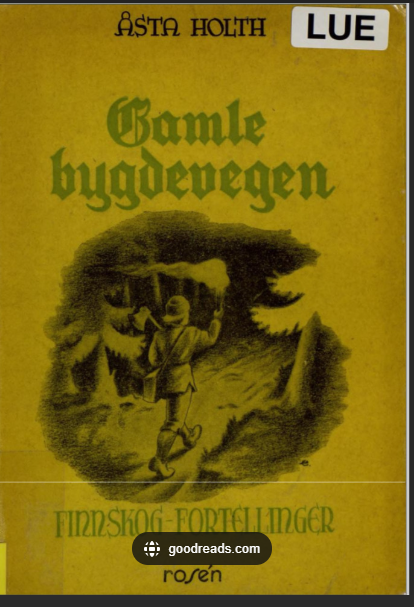 ÅSTA HOLTH
LUE
Gamle
bygdevegen
FINNSKOG-FORTELLINGER
goodreads.com
rosén